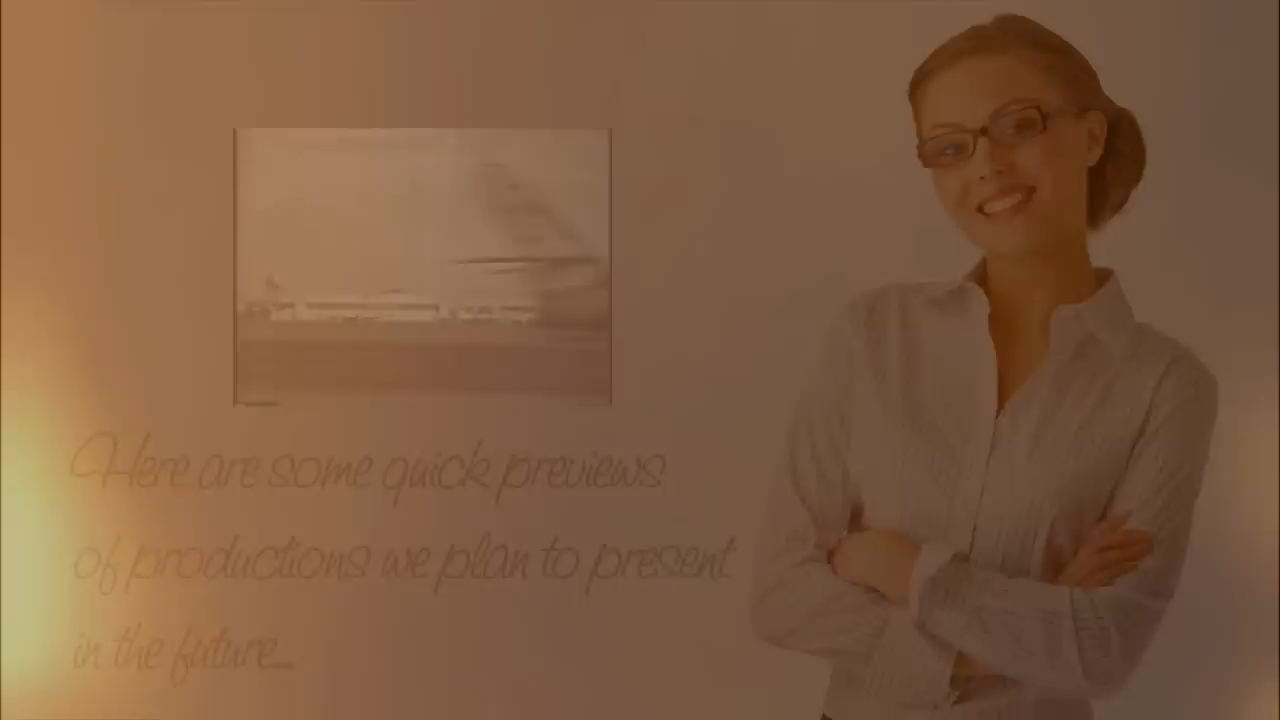 Here are some quick previews
of productions we plan to present
in the future...